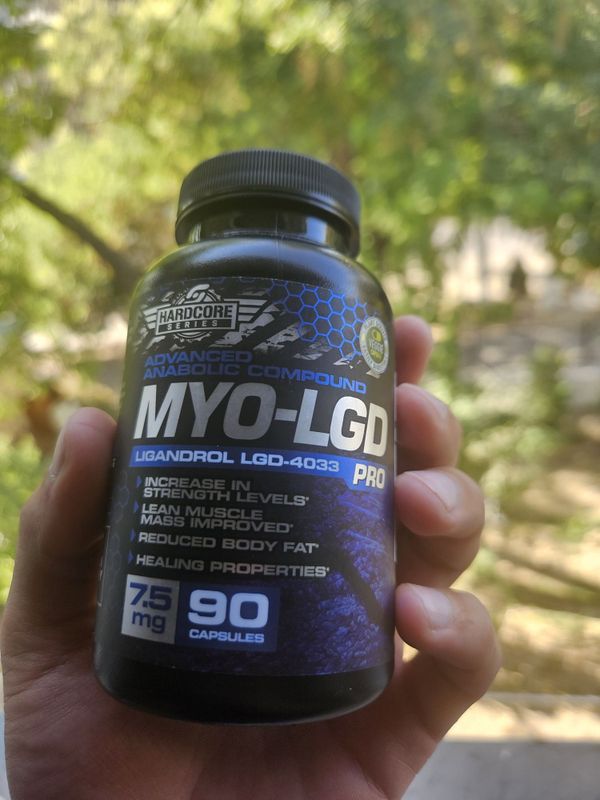 HARDCORE
SERIES
ADVANCED
ANABOLIC COMPOUND
MYO-LGD
LIGANDROL LGD-4033
PRO
INCREASE IN
STRENGTH LEVELS*
LEAN MUSCLE
MASS IMPROVED*
REDUCED BODY FAT*
HEALING PROPERTIES*
7.5
mg
90
CAPSULES